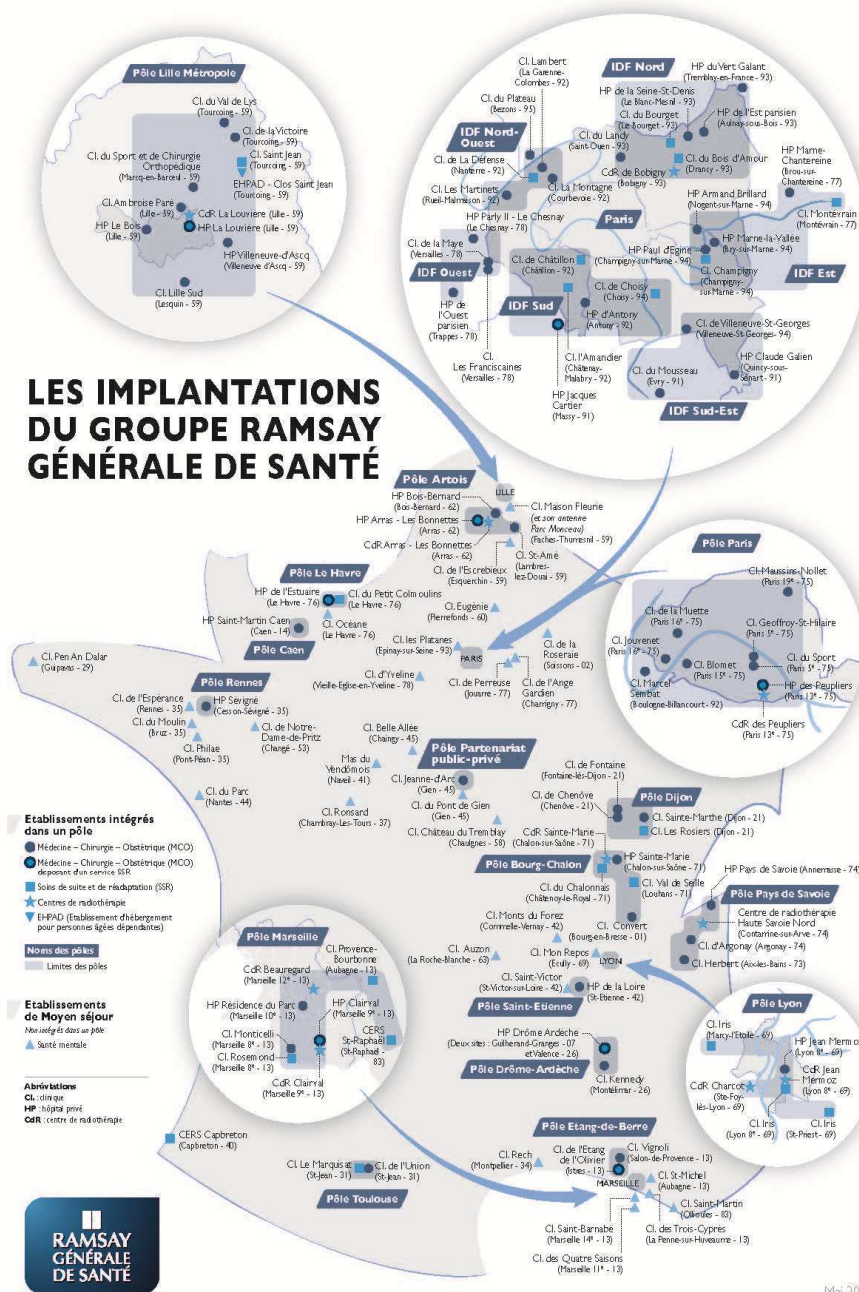 Pôle Lille Métropole
Cl. du Val de Lys
(Tourcoing - 59)
Cl. de la Victoire
(Tourcoing - 59)
Cl. du Sport et de Chirurgie
Orthopédique
(Marcq-en-Barœul - 59)
Cl. Saint Jean
(Tourcoing - 59)
EHPAD - Clos Saint Jean
(Tourcoing - 59)
Cl. Ambroise Paré
(Lille - 59)
CdR La Louvière (Lille - 59)
HP Le Bois
(Lille - 59)
HP La Louvière (Lille - 59)
HP Villeneuve-d'Ascq
(Villeneuve d'Ascq - 59)
Cl. Lille Sud
(Lesquin - 59)
Cl. Lambert
(La Garenne-
Colombes - 92)
IDF Nord
HP du Vert Galant
(Tremblay-en-France - 93)
HP de la Seine-St-Denis
(Le Blanc-Mesnil - 93)
Cl. du Plateau
(Bezons - 95)
Cl. du Bourget
(Le Bourget - 93)
HP de l'Est parisien
(Aulnay-sous-Bois - 93)
IDF Nord-
Ouest
Cl. du Landy
(Saint Ouen - 93)
Cl. de La Défense
(Nanterre - 92)
Cl. du Bois d'Amour
(Drancy - 93)
HP Marne-
Chantereine
(Brou-sur-
Chantereine - 77)
CdR de Bobigny
(Bobigny - 93)
Cl. Les Martinets
(Rueil-Malmaison - 92)
Cl. La Montagne
(Courbevoie - 92)
HP Armand Brillard
(Nogent-sur-Marne - 94)
HP Parly II - Le Chesnay
(Le Chesnay - 78)
Paris
Cl. Montévrain
(Montévrain - 77)
Cl. de la Maye
(Versailles - 78)
Cl. de Châtillon
(Châtillon - 92)
HP Paul d'Egine
(Champigny-sur-Marne - 94)
HP Marne-la-Vallée
(Bry-sur-Marne - 94)
IDF Ouest
Cl. de Choisy
(Choisy - 94)
Cl. Champigny
(Champigny-
sur-Marne - 94)
IDF Est
HP de
l'Ouest
parisien
(Trappes - 78)
IDF Sud
HP d'Antony
(Antony - 92)
Cl. de Villeneuve-St-Georges
(Villeneuve-St-Georges - 94)
Cl.
Les Franciscaines
(Versailles - 78)
Cl. l'Amandier
(Châtenay-
Malabry - 92)
Cl. du Mousseau
(Evry - 91)
HP Claude Galien
(Quincy-sous-
Sénart - 91)
HP Jacques
Cartier
(Massy - 91)
IDF Sud-Est
LES IMPLANTATIONS
DU GROUPE RAMSAY
GÉNÉRALE DE SANTÉ
Pôle Artois
HP Bois-Bernard
(Bois-Bernard - 62)
LILLE
Cl. Maison Fleurie
(et son antenne
Parc Monceau)
(Faches-Thumesnil - 59)
HP Arras - Les Bonnettes
(Arras - 62)
CdR Arras - Les Bonnettes
(Arras - 62)
Cl. St-Amé
(Lambres-
lez-Douai - 59)
Cl. de l'Escrebieux
(Esquerchin - 59)
Pôle Le Havre
HP de l'Estuaire
(Le Havre - 76)
Cl. du Petit Colmoulins
(Le Havre - 76)
Cl. Eugénie
(Pierrefonds - 60)
HP Saint-Martin Caen
(Caen - 14)
Cl. Océane
(Le Havre - 76)
Pôle Caen
Cl. les Platanes
(Epinay-sur-Seine - 93)
Cl. de la
Roseraie
(Soissons - 02)
PARIS
Cl. Pen An Dalar
(Guipavas - 29)
Cl. d'Yveline
(Vieille-Eglise-en-Yveline - 78)
Cl. de Perreuse
(Jouarre - 77)
Cl. de l'Ange
Gardien
(Chamigny - 77)
Pôle Rennes
Cl. de l'Espérance
(Rennes - 35)
HP Sévigné
(Cesson-Sévigné - 35)
Cl. du Moulin
(Bruz - 35)
Cl. Philae
(Pont-Péan - 35)
Cl. de Notre-
Dame-de-Pritz
(Changé - 53)
Cl. Belle Allée
(Chaingy - 45)
Mas du
Vendômois
(Naveil - 41)
Pôle Partenariat
public-privé
Cl. Jeanne-d'Arc
(Gien - 45)
Cl. du Parc
(Nantes - 44)
Cl. Ronsard
(Chambray-Les-Tours - 37)
Cl. du Pont de Gien
(Gien - 45)
Cl. Château du Tremblay
(Chaulgnes - 58)
Pôle Paris
Cl. Maussins-Nollet
(Paris 19e - 75)
Cl. de la Muette
(Paris 16e - 75)
Cl. Geoffroy-St-Hilaire
(Paris 5e - 75)
Cl. Jouvenet
(Paris 16e - 75)
Cl. du Sport
(Paris 5e - 75)
Cl. Blomet
(Paris 15e - 75)
Cl. Marcel
Sembat
(Boulogne-Billancourt - 92)
HP des Peupliers
(Paris 13e - 75)
CdR des Peupliers
(Paris 13e - 75)
Cl. de Fontaine
(Fontaine-lès-Dijon - 21)
Cl. de Chenôve
(Chenôve - 21)
Pôle Dijon
Cl. Sainte-Marthe (Dijon - 21)
Cl. Les Rosiers (Dijon - 21)
CdR Sainte-Marie
(Chalon-sur-Saône - 71)
Pôle Bourg-Chalon
HP Sainte-Marie
(Chalon-sur-Saône - 71)
Cl. du Chalonnais
(Châtenoy-le-Royal - 71)
Cl. Val de Seille
(Louhans - 71)
Cl. Convert
(Bourg-en-Bresse - 01)
HP Pays de Savoie (Annemasse - 74)
Pôle Pays de Savoie
Centre de radiothérapie
Haute Savoie Nord
(Contamine-sur-Arve - 74)
Cl. d'Argonay (Argonay - 74)
Cl. Herbert (Aix-les-Bains - 73)
Cl. Monts du Forez
(Commelle-Vernay - 42)
Cl. Auzon
(La Roche-Blanche - 63)
Cl. Mon Repos
(Ecully - 69)
LYON
Cl. Saint-Victor
(St-Victor-sur-Loire - 42)
HP de la Loire
(St-Etienne - 42)
Pôle Saint-Etienne
HP Drôme Ardèche
(Deux sites : Guilherand-Granges - 07
et Valence - 26)
Pôle Drôme-Ardèche
Cl. Kennedy
(Montélimar - 26)
Pôle Lyon
Cl. Iris
(Marcy-l'Etoile - 69)
HP Jean Mermoz
(Lyon 8e - 69)
CdR Jean
Mermoz
(Lyon 8e - 69)
CdR Charcot
(Ste-Foy-
lès-Lyon - 69)
Cl. Iris
(Lyon 8e - 69)
Cl. Iris
(St-Priest - 69)
Etablissements intégrés
dans un pôle
Médecine – Chirurgie – Obstétrique (MCO)
Médecine – Chirurgie – Obstétrique (MCO)
disposant d'un service SSR
Soins de suite et de réadaptation (SSR)
Centres de radiothérapie
EHPAD (Etablissement d'hébergement
pour personnes âgées dépendantes)
Noms des pôles
Limites des pôles
Etablissements
de Moyen séjour
Non intégrés dans un pôle
Santé mentale
Abréviations
CL. : clinique
HP : hôpital privé
CdR : centre de radiothérapie
Pôle Marseille
Cl. Provence-
Bourbonne
(Aubagne - 13)
CdR Beauregard
(Marseille 12e - 13)
HP Résidence du Parc
(Marseille 10e - 13)
HP Clairval
(Marseille 9e - 13)
Cl. Monticelli
(Marseille 8e - 13)
CERS
St-Raphaël
(St-Raphaël -
83)
Cl. Rosemond
(Marseille 8e - 13)
CdR Clairval
(Marseille 9e - 13)
CERS Capbreton
(Capbreton - 40)
Cl. Le Marquisat
(St-Jean - 31)
Cl. de l'Union
(St-Jean - 31)
Pôle Toulouse
Pôle Etang-de-Berre
Cl. Rech
(Montpellier - 34)
Cl. de l'Etang
de l'Olivier
(Istres - 13)
Cl. Vignoli
(Salon-de-Provence - 13)
MARSEILLE
Cl. St-Michel
(Aubagne - 13)
Cl. Saint-Martin
(Ollioules - 83)
Cl. Saint-Barnabé
(Marseille 14e - 13)
Cl. des Trois-Cyprès
(La Penne-sur-Huveaune - 13)
Cl. des Quatre Saisons
(Marseille 11e - 13)
RAMSAY
GÉNÉRALE
DE SANTÉ